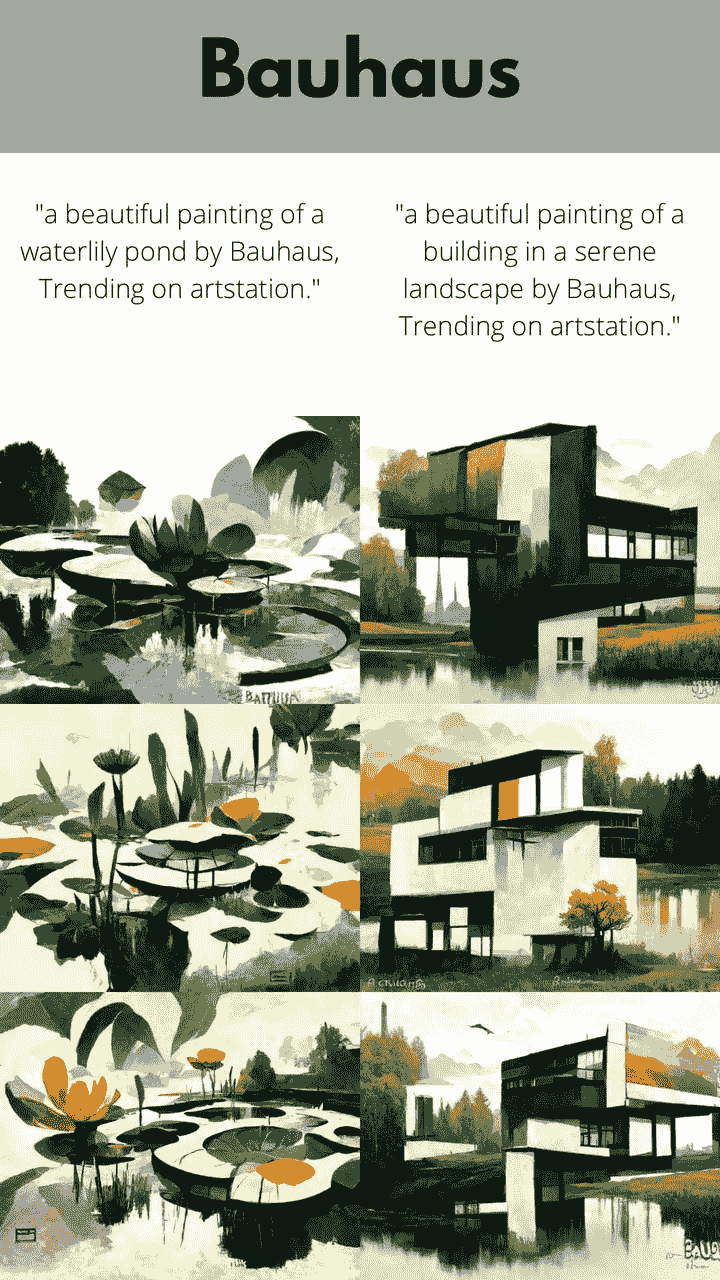 Bauhaus
"a beautiful painting of a
waterlily pond by Bauhaus,
Trending on artstation."
"a beautiful painting of a
building in a serene
landscape by Bauhaus,
Trending on artstation."